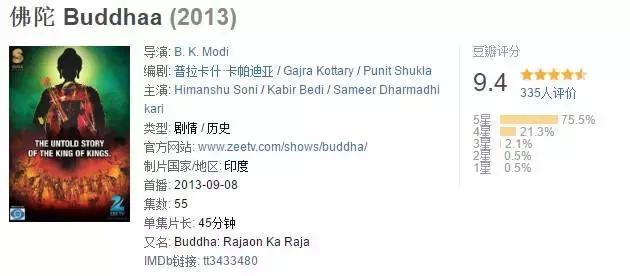 佛陀 Buddhaa (2013)
THE UNTOLD STORY
OF THE KING OF KINGS.
ZEE TV
导演: B. K. Modi
编剧: 普拉卡什·卡帕迪亚 / Gajra Kottary / Punit Shukla
主演: Himanshu Soni / Kabir Bedi / Sameer Dharmadhi
kari
类型: 剧情 / 历史
官方网站: www.zeetv.com/shows/buddha/
制片国家/地区: 印度
首播: 2013-09-08
集数: 55
单集片长: 45分钟
又名: Buddha: Rajaon Ka Raja
IMDb链接: tt3433480
豆瓣评分
9.4
335人评价
5星 75.5%
4星 21.3%
3星 2.1%
2星 0.5%
1星 0.5%